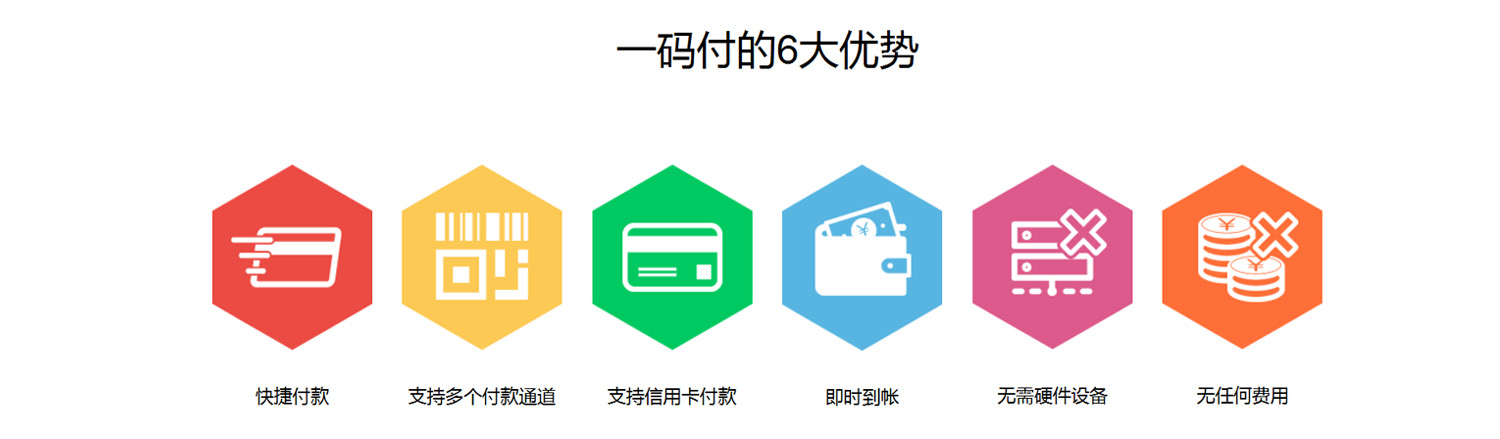 一码付的6大优势
快捷付款
支持多个付款通道
支持信用卡付款
即时到帐
无需硬件设备
无任何费用